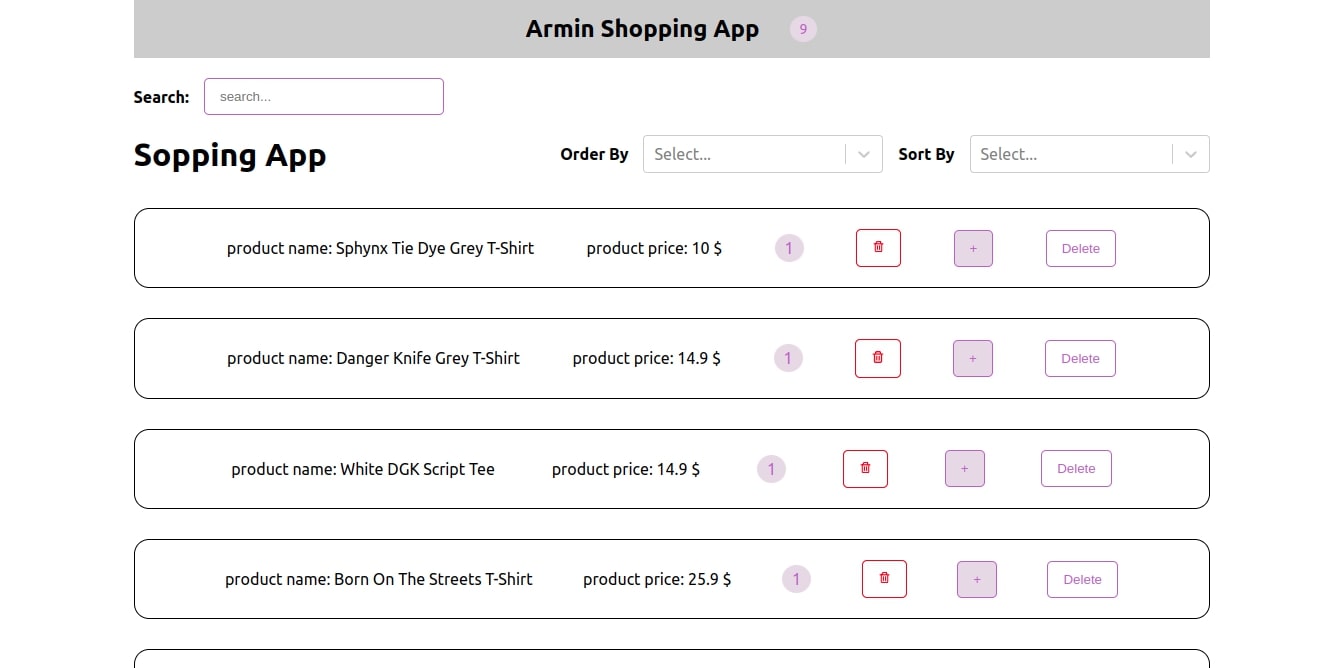 Armin Shopping App 9
Search: search...
Sopping App Order By Select... Sort By Select...
product name: Sphynx Tie Dye Grey T-Shirt product price: 10 $ 1 + Delete
product name: Danger Knife Grey T-Shirt product price: 14.9 $ 1 + Delete
product name: White DGK Script Tee product price: 14.9 $ 1 + Delete
product name: Born On The Streets T-Shirt product price: 25.9 $ 1 + Delete